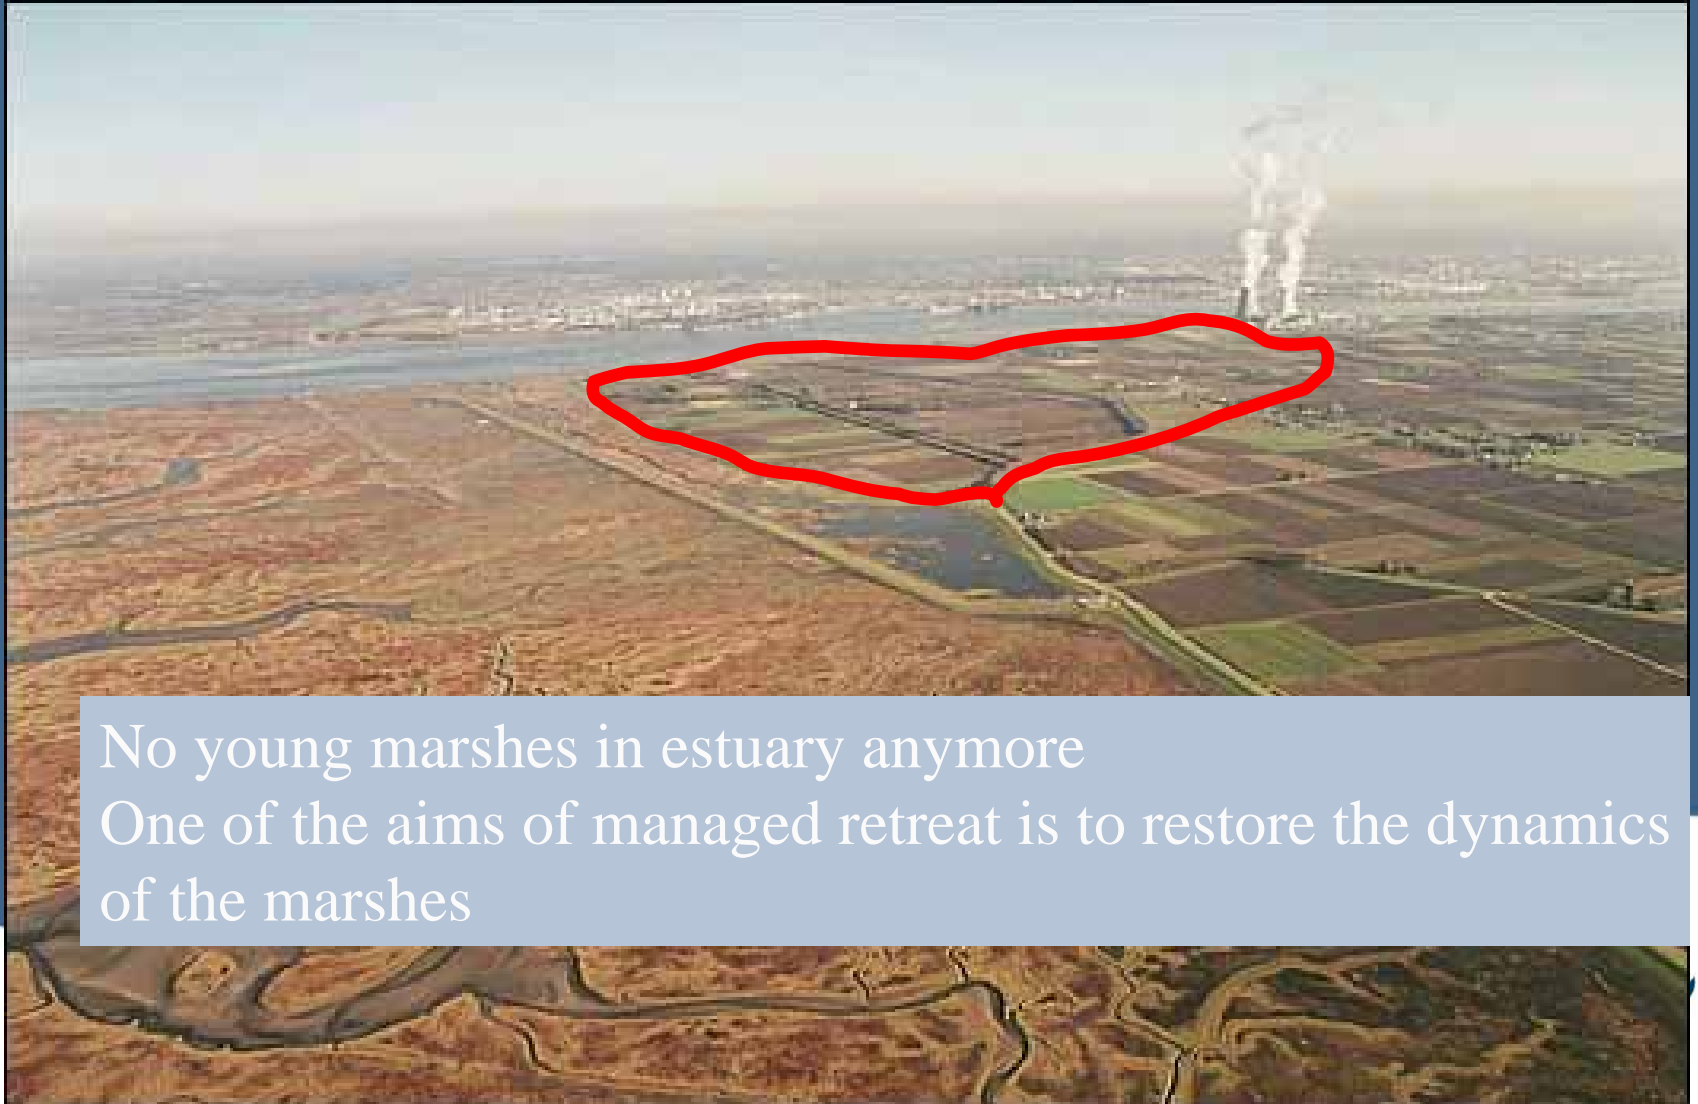 No young marshes in estuary anymore
One of the aims of managed retreat is to restore the dynamics
of the marshes